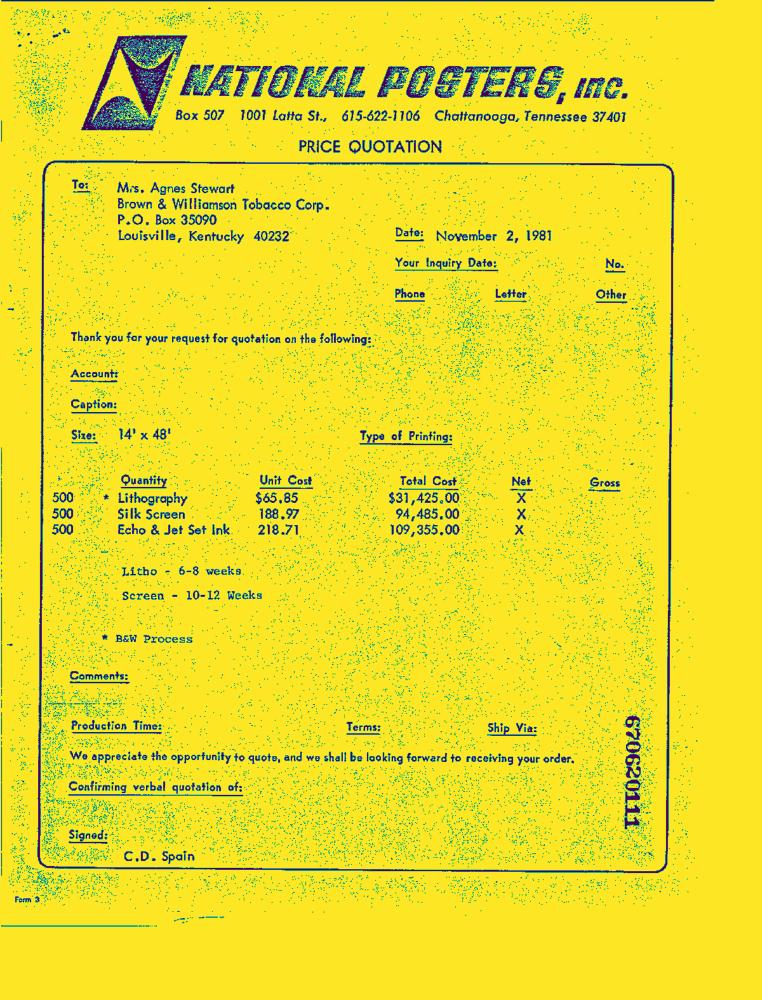 NATIONAL POSTERS, inc.
Box 507 1001 Latta St., 615-622-1106 Chattanooga, Tennessee 37401
PRICE QUOTATION
To: Mrs. Agnes Stewart
Brown & Williamson Tobacco Corp.
P.O. Box 35090
Louisville, Kentucky 40232
Date: November 2, 1981
Your Inquiry Date: No.
Phone Letter Other
Thank you for your request for quotation on the following:
Account:
Caption:
Size: 14' x 48' Type of Printing:
Quantity Unit Cost Total Cost Net Gross
500 * Lithography $65.85 $31,425.00 X
500 Silk Screen 188.97 94,485.00 X
500 Echo & Jet Set Ink 218.71 109,355.00 X
Litho - 6-8 weeks
Screen - 10-12 Weeks
* B&W Process
Comments:
Production Time: Terms: Ship Via:
We appreciate the opportunity to quote, and we shall be looking forward to receiving your order.
Confirming verbal quotation of:
Signed:
C.D. Spain
Form 3
670620111